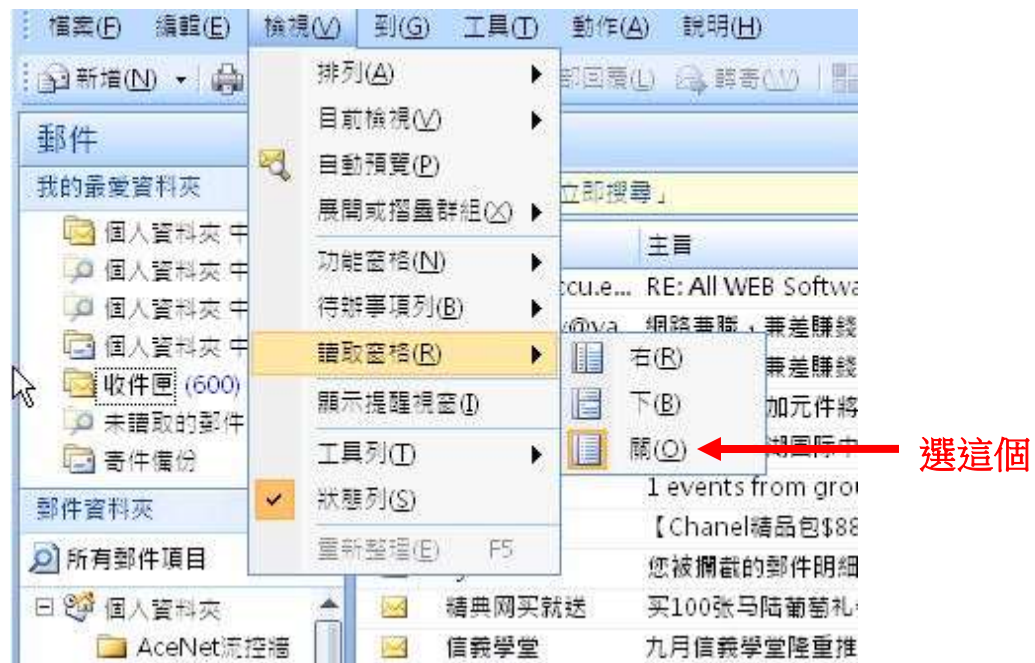 檔案(F) 編輯(E) 檢視(V) 到(G) 工具(T) 動作(A) 說明(H)
新增(N) 部回覆(L) 轉寄(W)
郵件
我的最愛資料夾
個人資料夾 中
個人資料夾 中
個人資料夾 中
個人資料夾 中
收件匣 (600)
未讀取的郵件
寄件備份
郵件資料夾
所有郵件項目
個人資料夾
AceNet流控牆
排列(A)
目前檢視(V)
自動預覽(P)
展開或摺疊群組(X)
功能窗格(N)
待辦事項列(B)
讀取窗格(R)
顯示提醒視窗(I)
工具列(T)
狀態列(S)
重新整理(E) F5
右(R)
下(B)
關(O)
選這個
立即搜尋」
主旨
ccu.e... RE: All WEB Softwa
網路兼職，兼差賺錢
兼差賺錢
加元件將
1 events from grou
【Chanel精品包$88
您被攔截的郵件明細
精典网买就送 买100张马陆葡萄礼
信義學堂 九月信義學堂隆重推